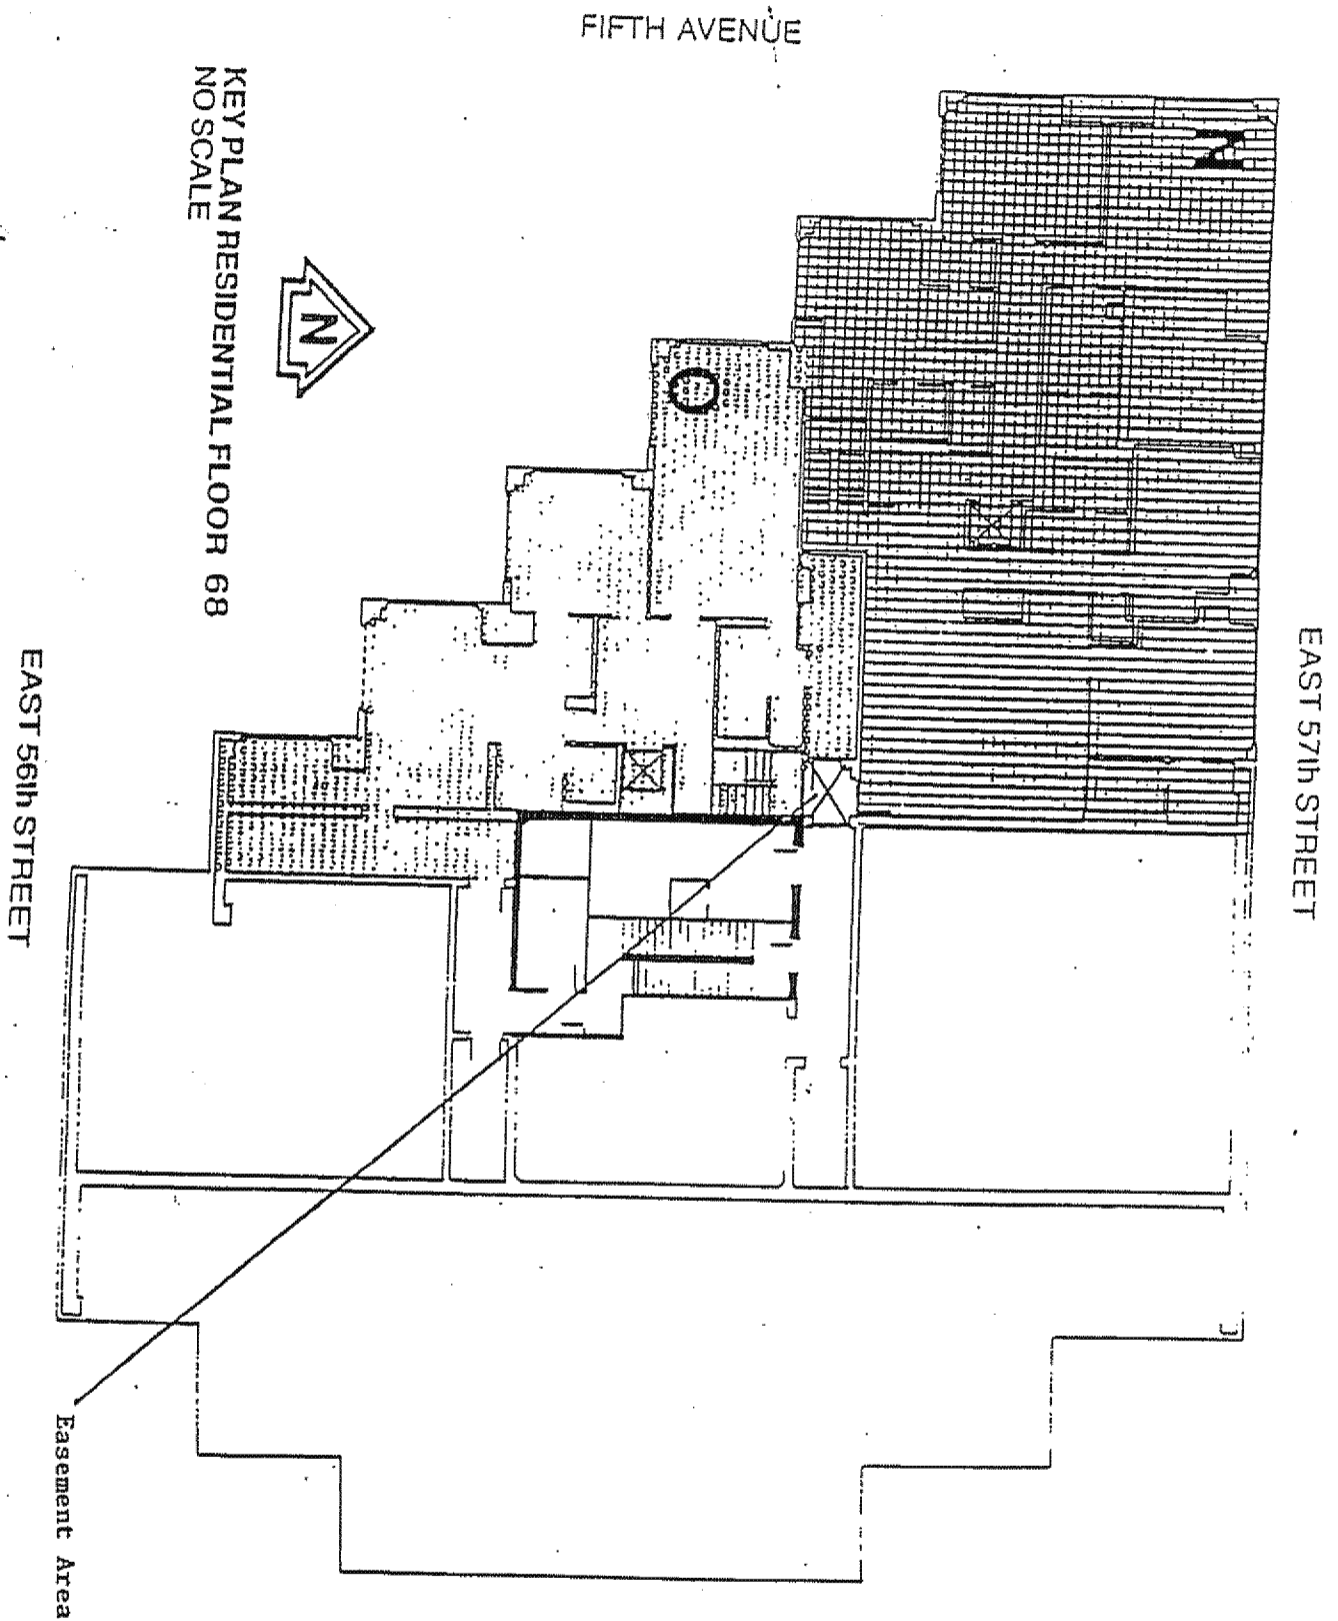 FIFTH AVENUE
KEY PLAN RESIDENTIAL FLOOR 68
NO SCALE
N
N
O
EAST 57th STREET
EAST 56th STREET
Easement Area